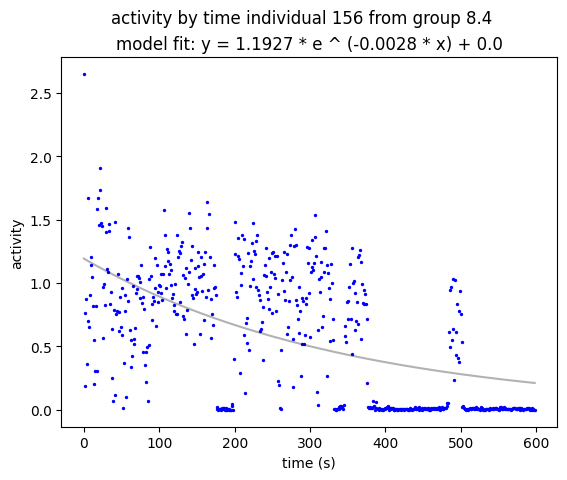 activity by time individual 156 from group 8.4
model fit: y = 1.1927 * e ^ (-0.0028 * x) + 0.0
2.5
2.0
1.5
1.0
0.5
0.0
activity
0 100 200 300 400 500 600
time (s)